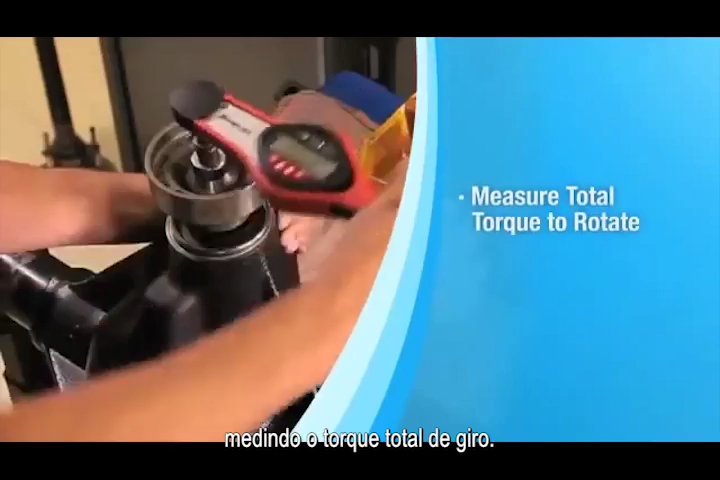 • Measure Total
Torque to Rotate
medindo o torque total de giro.